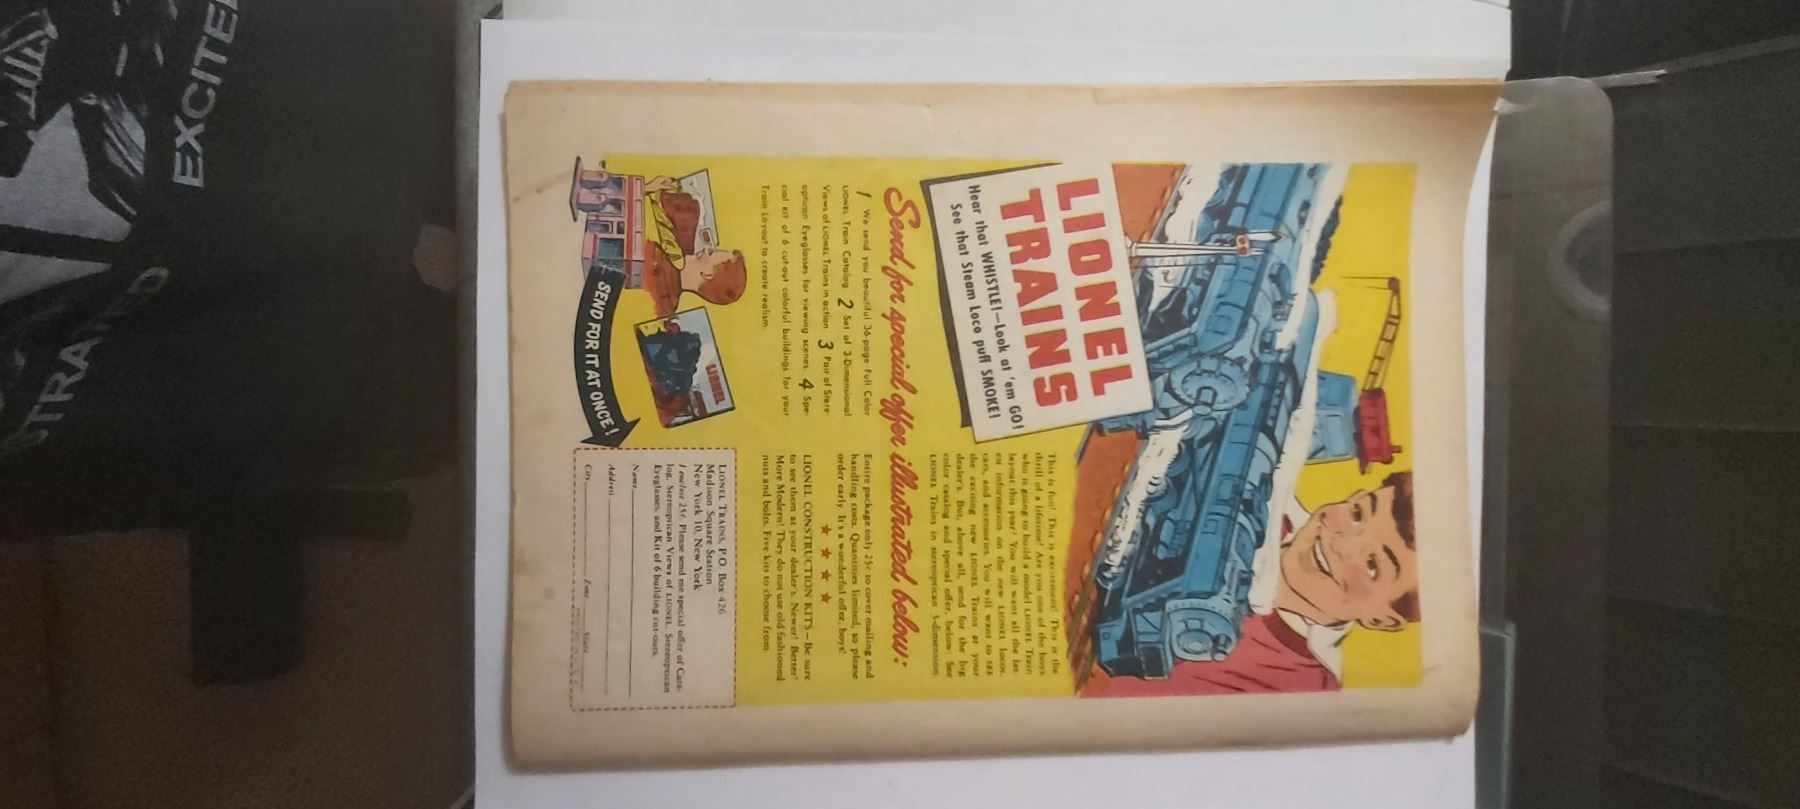 LIONEL
TRAINS
Hear that WHISTLE!—Look at 'em GO!
See that Steam Loco puff SMOKE!
This is fun! This is excitement! This is the
thrill of a lifetime! Are you one of the boys
who is going to build a model LIONEL Train
layout this year? You will want all the lat-
est information on the new LIONEL locos,
cars, and accessories. You will want to see
the exciting new LIONEL Trains at your
dealer's. But, above all, send for the big
color catalog and special offer, below. See
LIONEL Trains in stereoptican 3-dimension.
Send for special offer illustrated below:
1 We send you beautiful 36-page Full Color
LIONEL Train Catalog. 2 Set of 3-Dimensional
Views of LIONEL Trains in action. 3 Pair of Stere-
optican Eyeglasses for viewing scenes. 4 Spe-
cial KIT of 6 cut-out colorful buildings for your
Train Layout to create realism.
Entire package only 25¢ to cover mailing and
handling costs. Quantities limited, so please
order early. It's a wonderful offer, boys!
LIONEL CONSTRUCTION KITS—Be sure
to see them at your dealer's. Newer! Better!
More Modern! They do not use old fashioned
nuts and bolts. Five kits to choose from.
LIONEL
SEND FOR IT AT ONCE!
LIONEL TRAINS, P.O. Box 426
Madison Square Station
New York 10, New York
I enclose 25¢. Please send me special offer of Cata-
log, Stereoptican Views of LIONEL, Stereoptican
Eyeglasses, and Kit of 6 building cut-outs.
Name
Address
City Zone State
EXCITE
STRAND